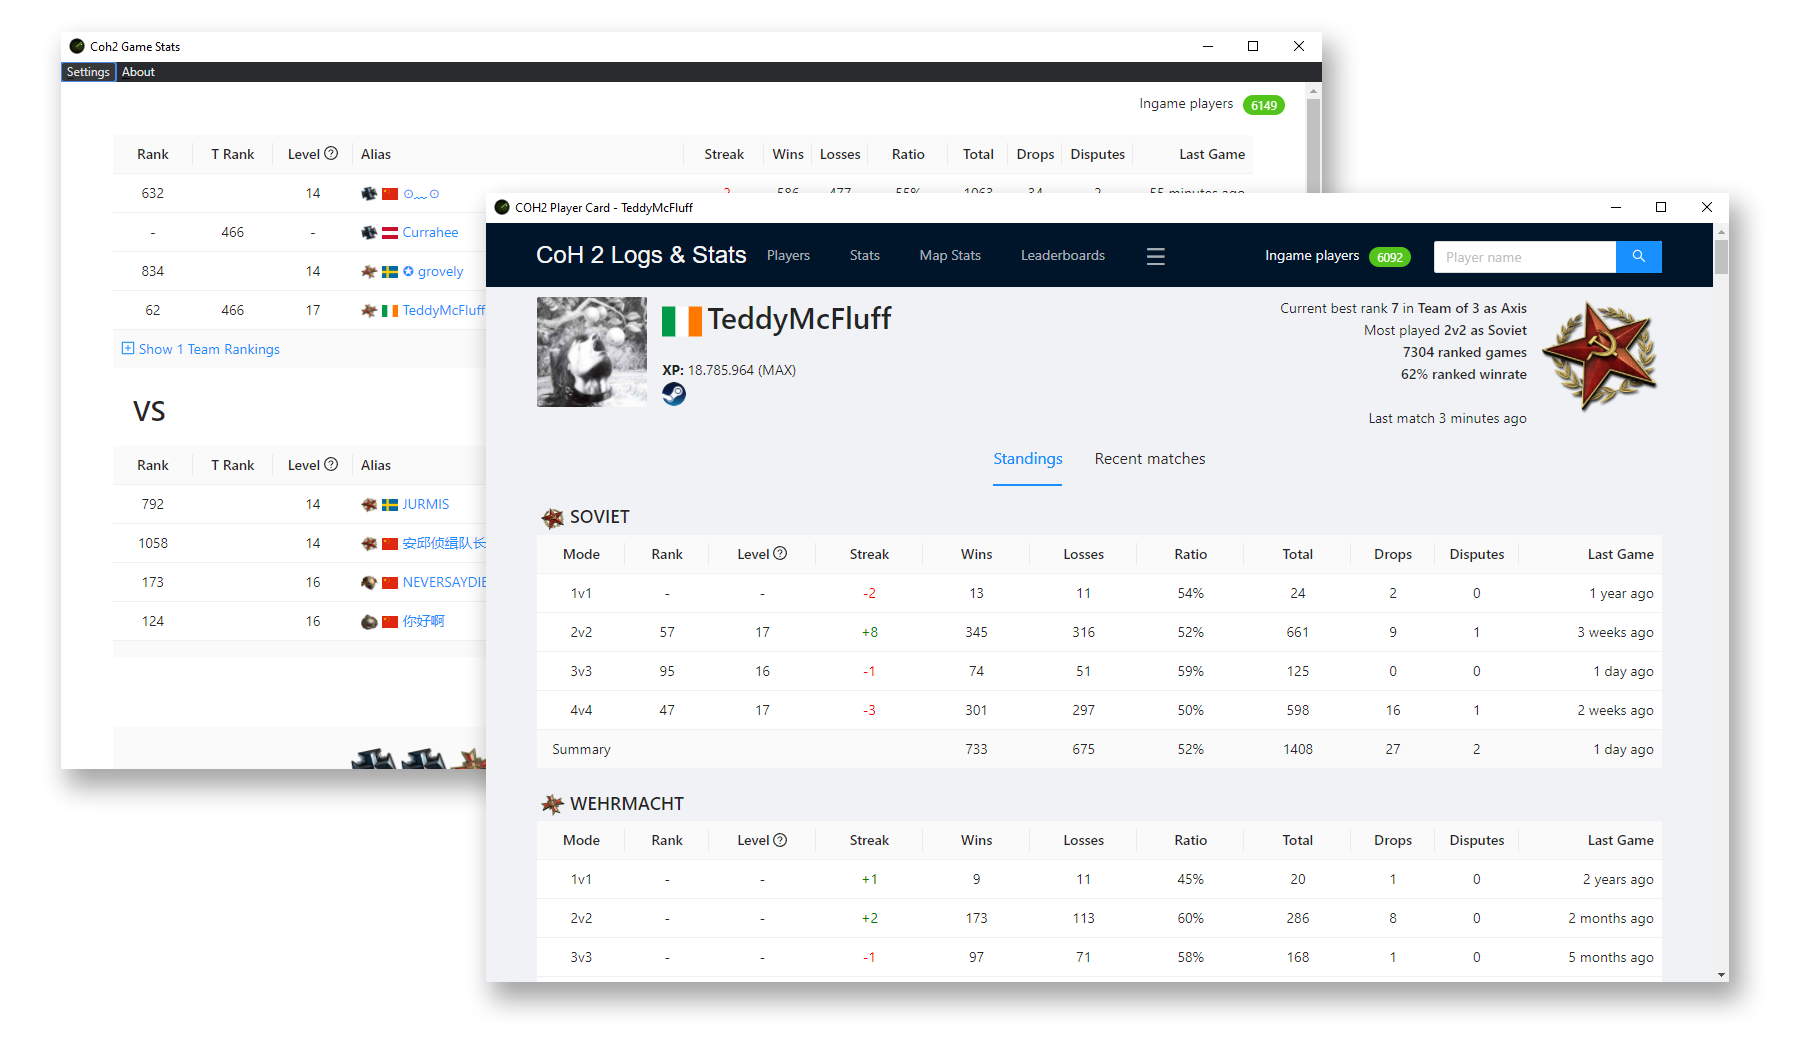 Coh2 Game Stats
Settings About
Ingame players 6149
Rank T Rank Level Alias Streak Wins Losses Ratio Total Drops Disputes Last Game
632 14 ⊙﹏⊙ 55 minutes ago
- 466 - Currahee
834 14 ✪ grovely
62 466 17 TeddyMcFluff
Show 1 Team Rankings
VS
Rank T Rank Level Alias
792 14 JURMIS
1058 14 安邱侦缉队长
173 16 NEVERSAYDIE
124 16 你好啊
COH2 Player Card - TeddyMcFluff
CoH 2 Logs & Stats Players Stats Map Stats Leaderboards Ingame players 6092 Player name
TeddyMcFluff
XP: 18.785.964 (MAX)
Current best rank 7 in Team of 3 as Axis
Most played 2v2 as Soviet
7304 ranked games
62% ranked winrate
Last match 3 minutes ago
Standings Recent matches
SOVIET
Mode Rank Level Streak Wins Losses Ratio Total Drops Disputes Last Game
1v1 - - -2 13 11 54% 24 2 0 1 year ago
2v2 57 17 +8 345 316 52% 661 9 1 3 weeks ago
3v3 95 16 -1 74 51 59% 125 0 0 1 day ago
4v4 47 17 -3 301 297 50% 598 16 1 2 weeks ago
Summary 733 675 52% 1408 27 2 1 day ago
WEHRMACHT
Mode Rank Level Streak Wins Losses Ratio Total Drops Disputes Last Game
1v1 - - +1 9 11 45% 20 1 0 2 years ago
2v2 - - +2 173 113 60% 286 8 0 2 months ago
3v3 - - -1 97 71 58% 168 1 0 5 months ago